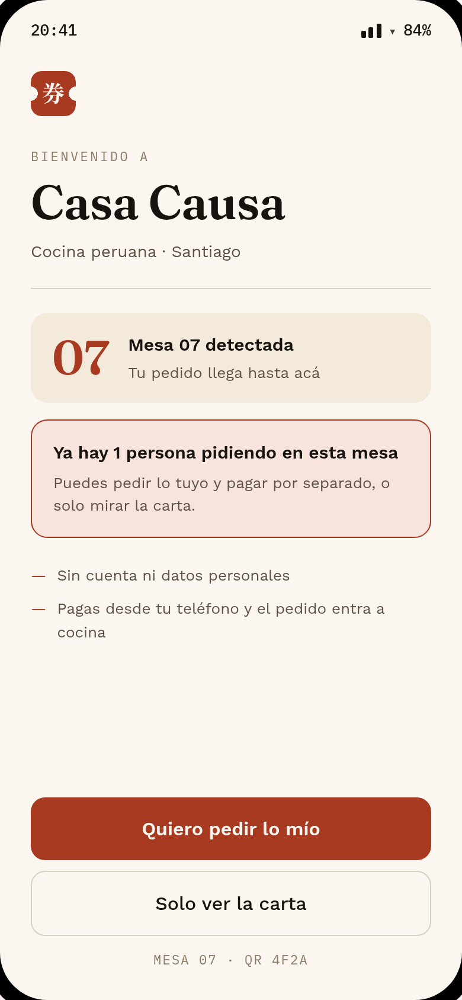 20:41
84%
券
BIENVENIDO A
Casa Causa
Cocina peruana · Santiago
07
Mesa 07 detectada
Tu pedido llega hasta acá
Ya hay 1 persona pidiendo en esta mesa
Puedes pedir lo tuyo y pagar por separado, o
solo mirar la carta.
— Sin cuenta ni datos personales
— Pagas desde tu teléfono y el pedido entra a
cocina
Quiero pedir lo mío
Solo ver la carta
MESA 07 · QR 4F2A